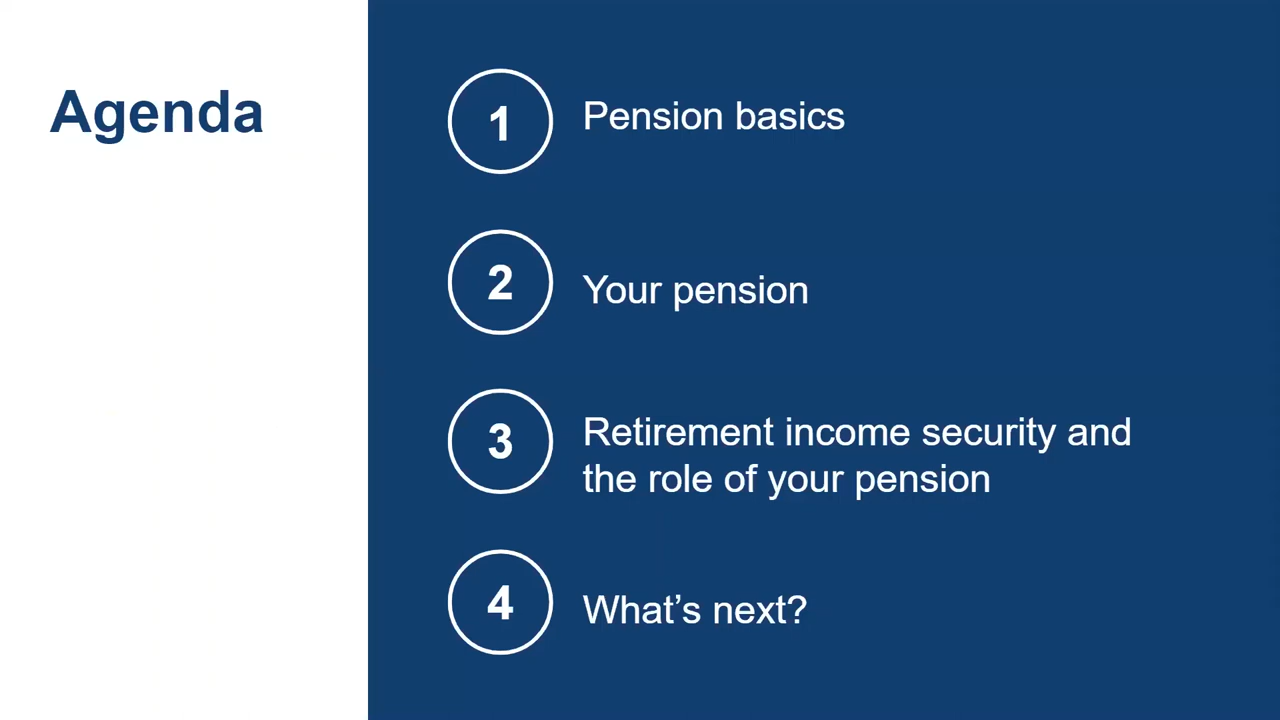 Agenda
1
Pension basics
2
Your pension
3
Retirement income security and
the role of your pension
4
What’s next?